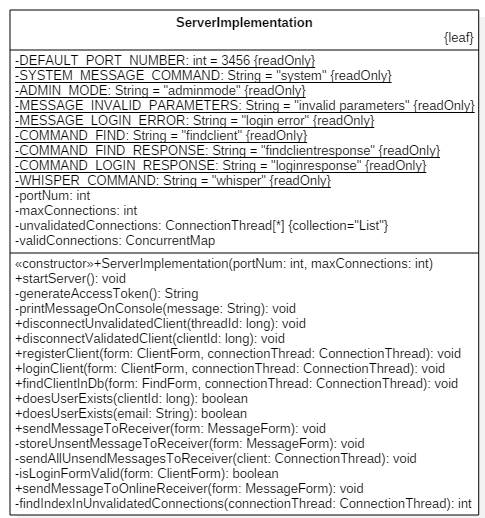 ServerImplementation
{leaf}
-DEFAULT_PORT_NUMBER: int = 3456 {readOnly}
-SYSTEM_MESSAGE_COMMAND: String = "system" {readOnly}
-ADMIN_MODE: String = "adminmode" {readOnly}
-MESSAGE_INVALID_PARAMETERS: String = "invalid parameters" {readOnly}
-MESSAGE_LOGIN_ERROR: String = "login error" {readOnly}
-COMMAND_FIND: String = "findclient" {readOnly}
-COMMAND_FIND_RESPONSE: String = "findclientresponse" {readOnly}
-COMMAND_LOGIN_RESPONSE: String = "loginresponse" {readOnly}
-WHISPER_COMMAND: String = "whisper" {readOnly}
-portNum: int
-maxConnections: int
-unvalidatedConnections: ConnectionThread[*] {collection="List"}
-validConnections: ConcurrentMap
«constructor»+ServerImplementation(portNum: int, maxConnections: int)
+startServer(): void
-generateAccessToken(): String
-printMessageOnConsole(message: String): void
+disconnectUnvalidatedClient(threadId: long): void
+disconnectValidatedClient(clientId: long): void
+registerClient(form: ClientForm, connectionThread: ConnectionThread): void
+loginClient(form: ClientForm, connectionThread: ConnectionThread): void
+findClientInDb(form: FindForm, connectionThread: ConnectionThread): void
+doesUserExists(clientId: long): boolean
+doesUserExists(email: String): boolean
+sendMessageToReceiver(form: MessageForm): void
-storeUnsentMessageToReceiver(form: MessageForm): void
-sendAllUnsendMessagesToReceiver(client: ConnectionThread): void
-isLoginFormValid(form: ClientForm): boolean
+sendMessageToOnlineReceiver(form: MessageForm): void
-findIndexInUnvalidatedConnections(connectionThread: ConnectionThread): int